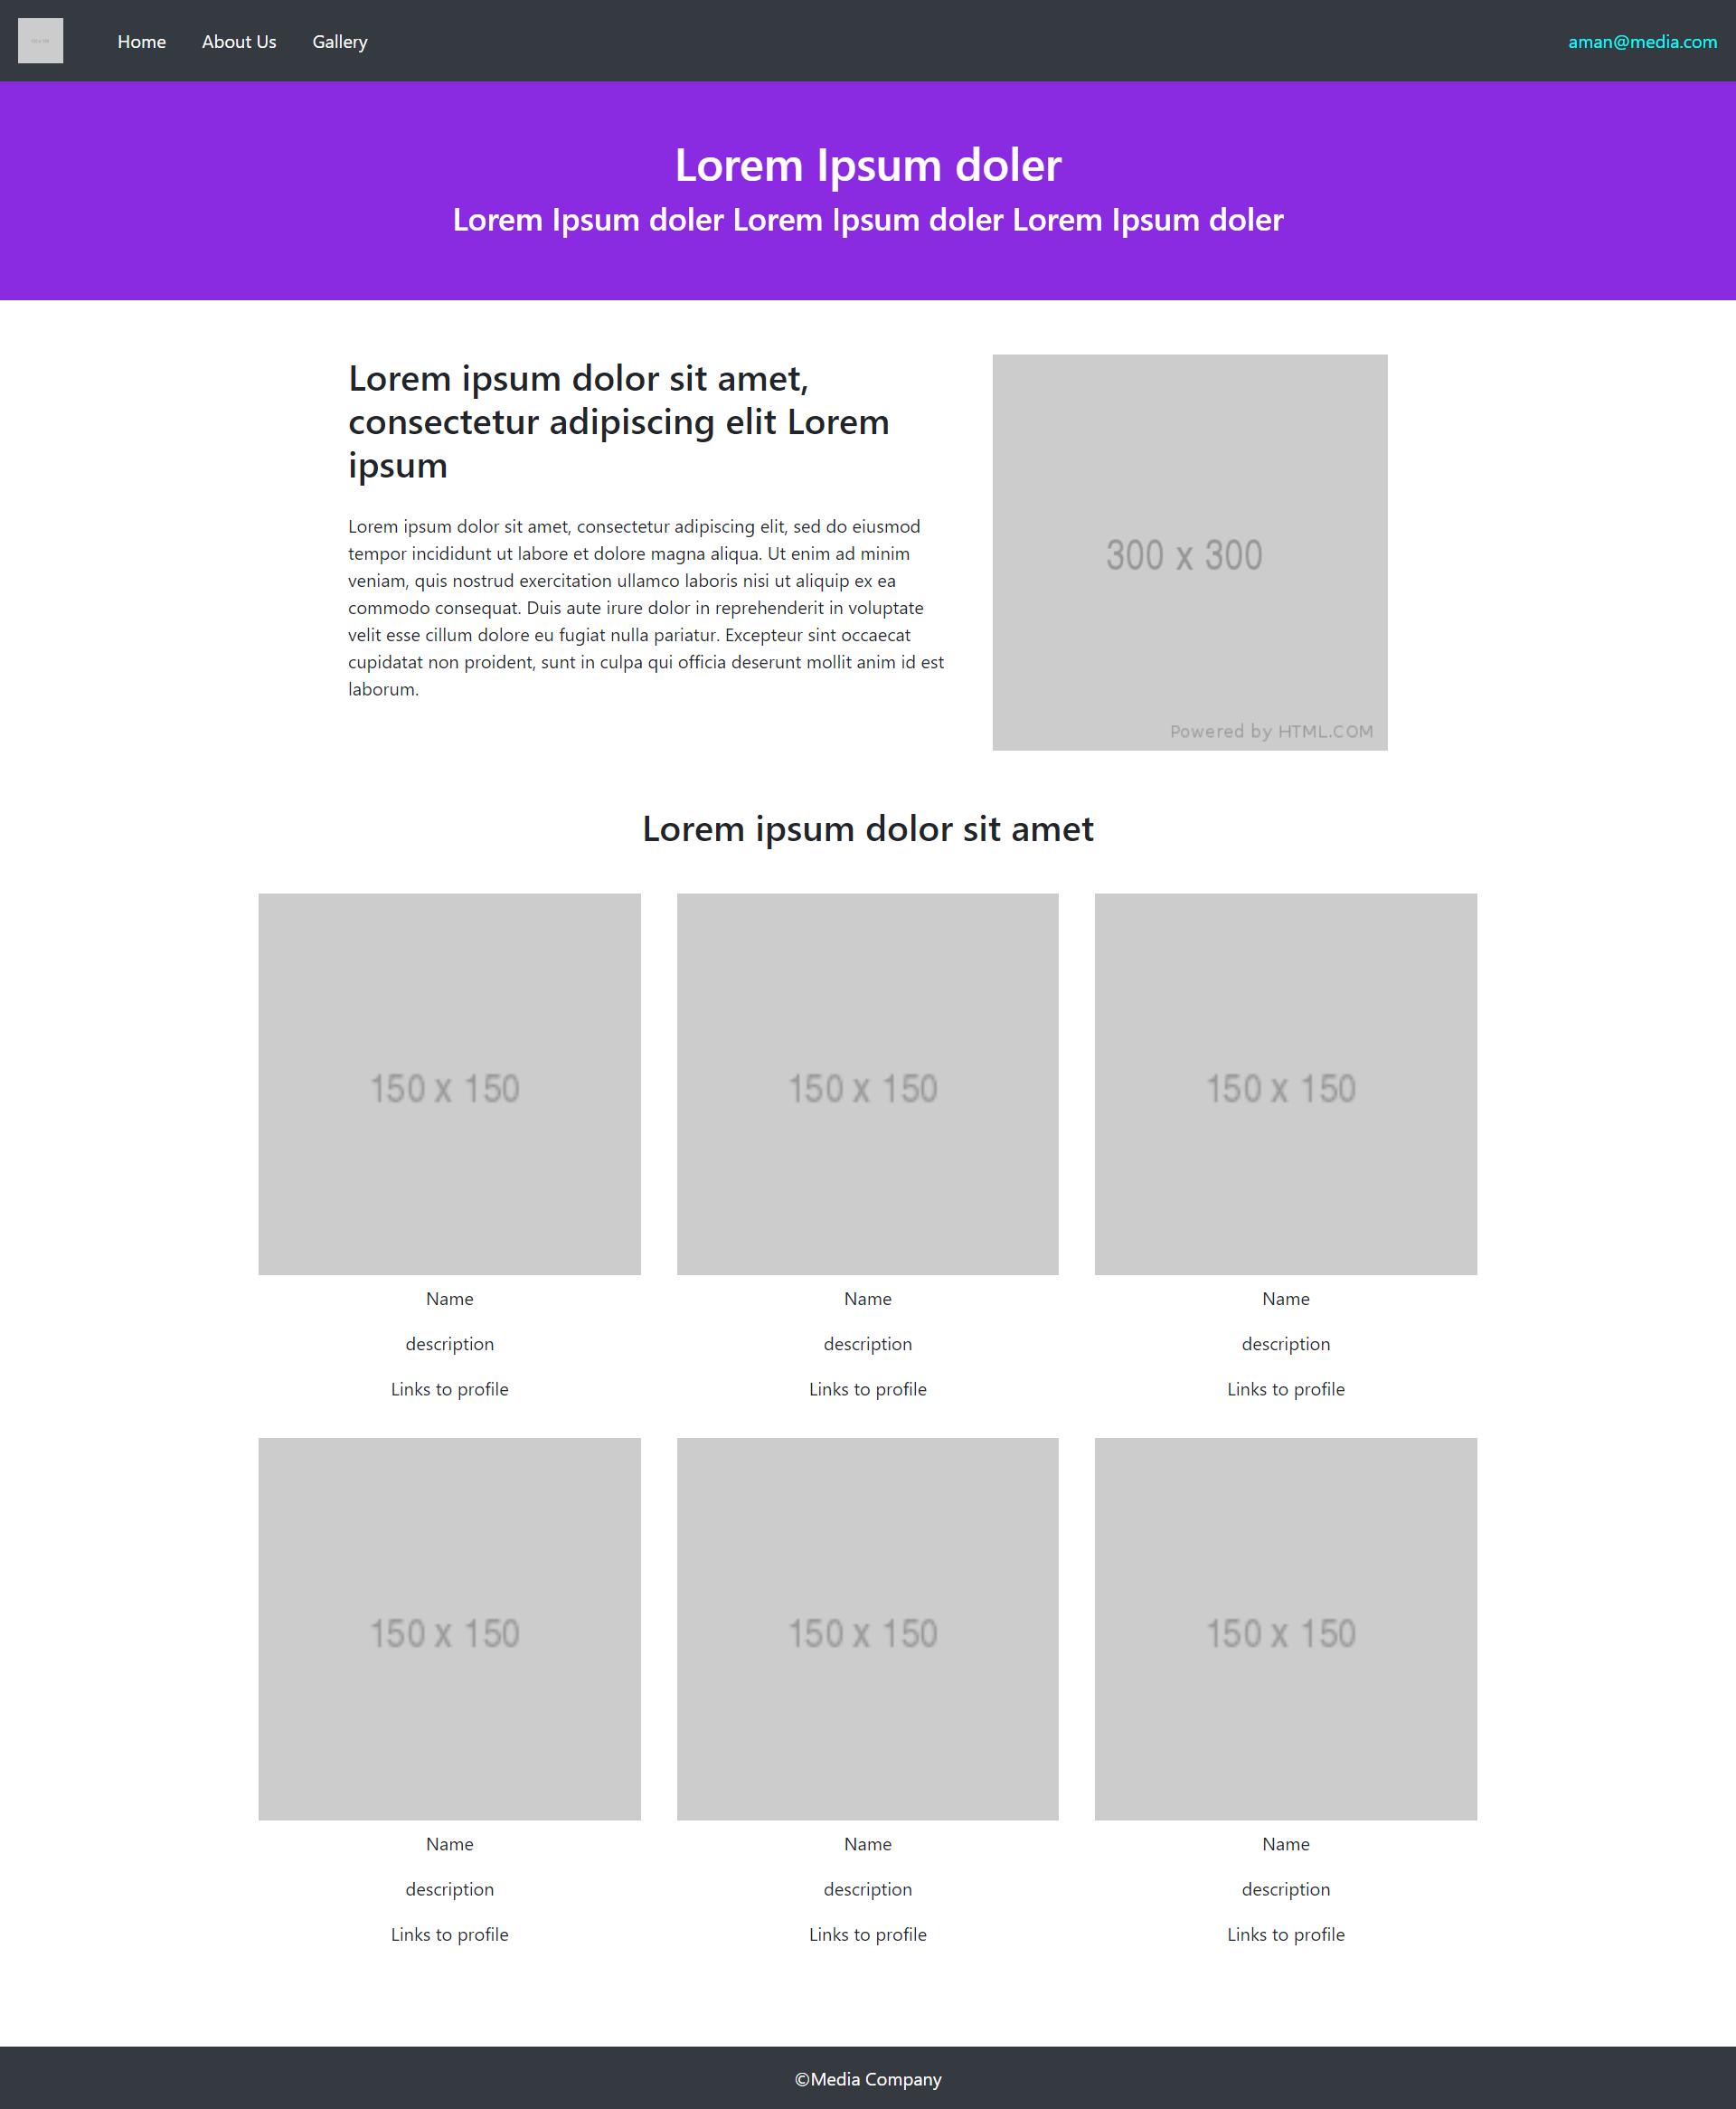 Home About Us Gallery aman@media.com
Lorem Ipsum doler
Lorem Ipsum doler Lorem Ipsum doler Lorem Ipsum doler
Lorem ipsum dolor sit amet,
consectetur adipiscing elit Lorem
ipsum
Lorem ipsum dolor sit amet, consectetur adipiscing elit, sed do eiusmod
tempor incididunt ut labore et dolore magna aliqua. Ut enim ad minim
veniam, quis nostrud exercitation ullamco laboris nisi ut aliquip ex ea
commodo consequat. Duis aute irure dolor in reprehenderit in voluptate
velit esse cillum dolore eu fugiat nulla pariatur. Excepteur sint occaecat
cupidatat non proident, sunt in culpa qui officia deserunt mollit anim id est
laborum.
300 x 300
Powered by HTML.COM
Lorem ipsum dolor sit amet
150 x 150 150 x 150 150 x 150
Name Name Name
description description description
Links to profile Links to profile Links to profile
150 x 150 150 x 150 150 x 150
Name Name Name
description description description
Links to profile Links to profile Links to profile
©Media Company